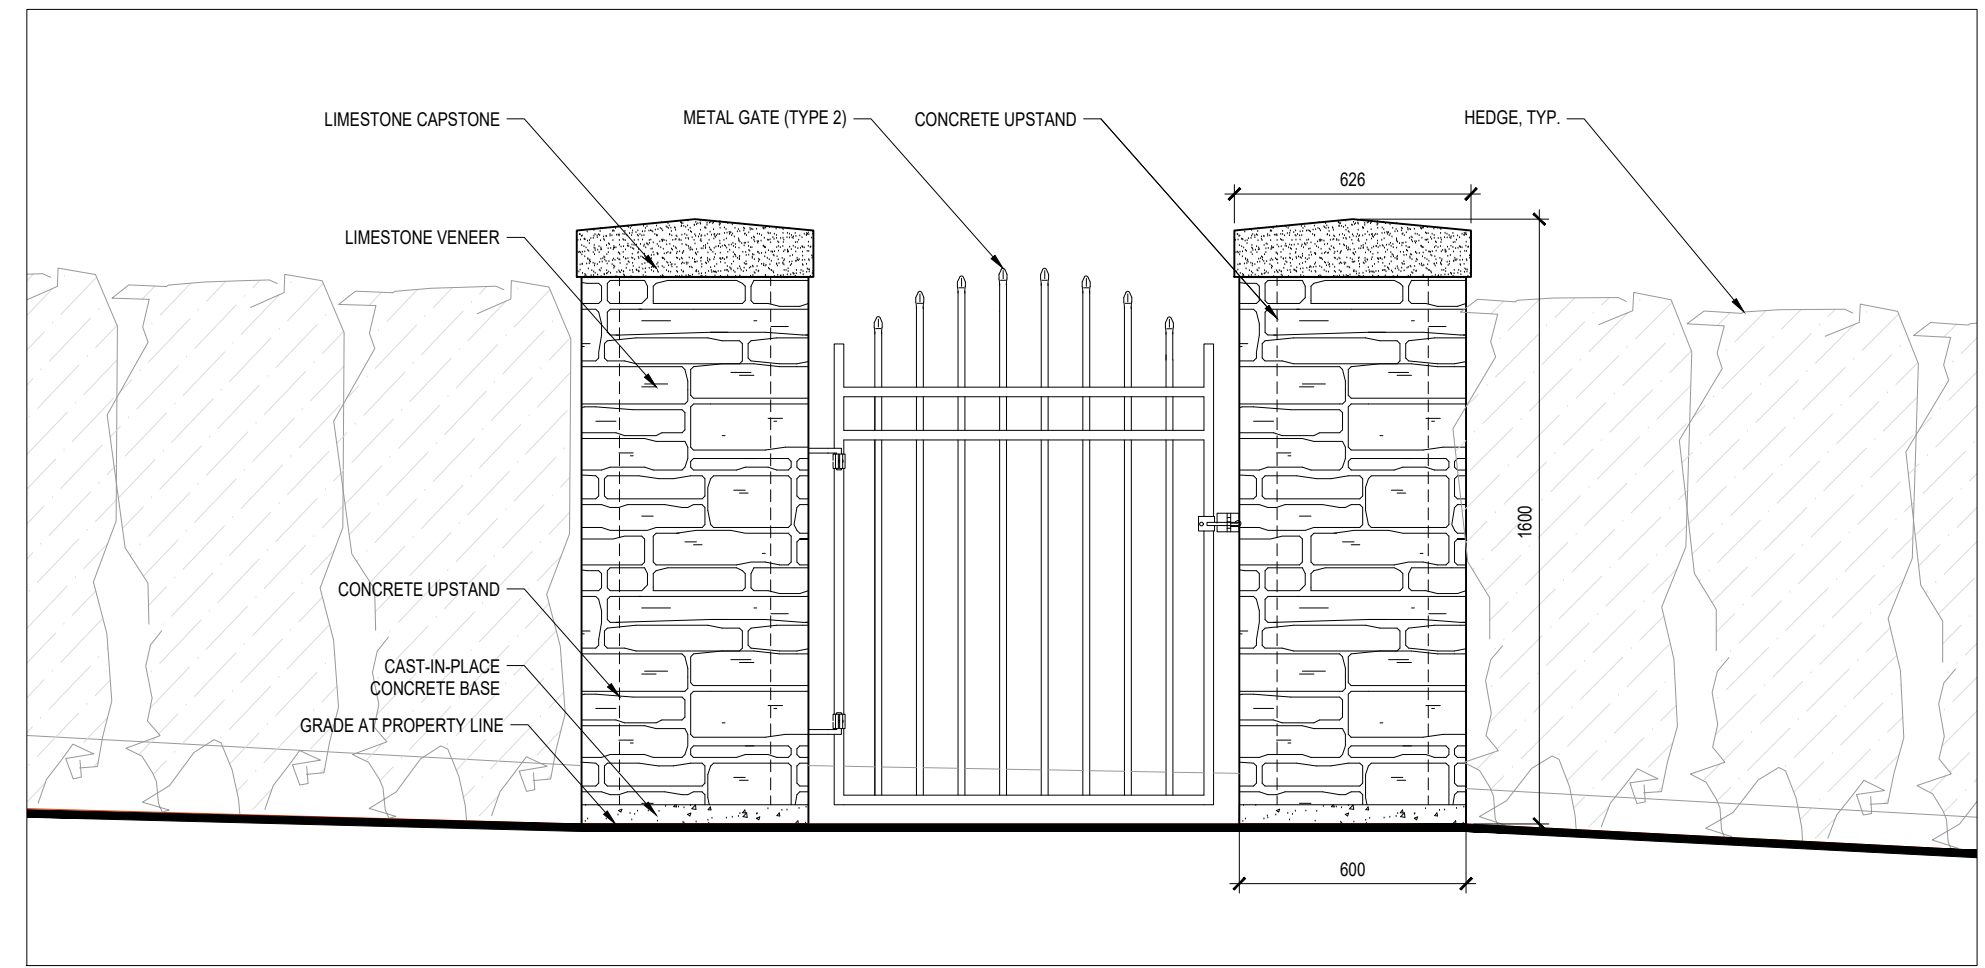 LIMESTONE CAPSTONE
METAL GATE (TYPE 2)
CONCRETE UPSTAND
HEDGE, TYP.
626
LIMESTONE VENEER
1600
CONCRETE UPSTAND
CAST-IN-PLACE
CONCRETE BASE
GRADE AT PROPERTY LINE
600